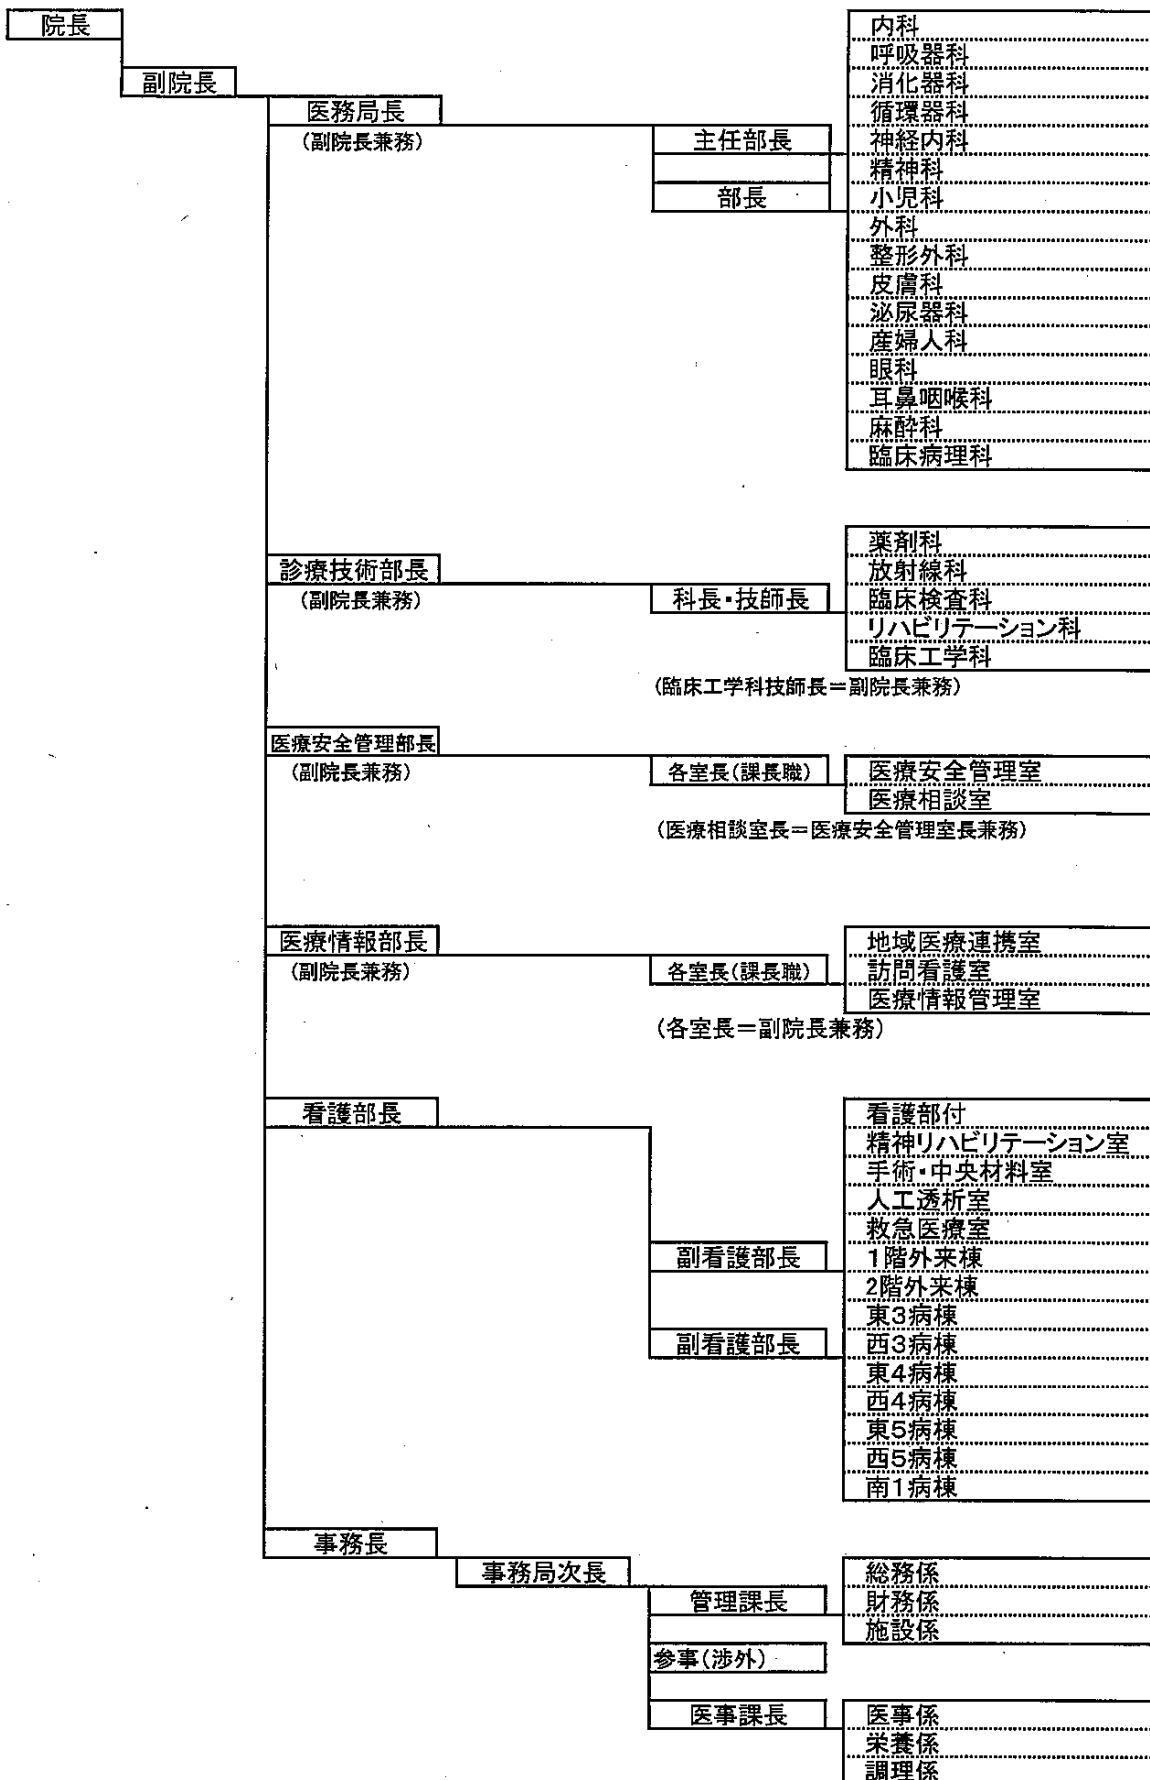 院長
副院長
医務局長
(副院長兼務)
主任部長
部長
内科
呼吸器科
消化器科
循環器科
神経内科
精神科
小児科
外科
整形外科
皮膚科
泌尿器科
産婦人科
眼科
耳鼻咽喉科
麻酔科
臨床病理科
診療技術部長
(副院長兼務)
科長・技師長
薬剤科
放射線科
臨床検査科
リハビリテーション科
臨床工学科
(臨床工学科技師長=副院長兼務)
医療安全管理部長
(副院長兼務)
各室長(課長職)
医療安全管理室
医療相談室
(医療相談室長=医療安全管理室長兼務)
医療情報部長
(副院長兼務)
各室長(課長職)
地域医療連携室
訪問看護室
医療情報管理室
(各室長=副院長兼務)
看護部長
副看護部長
副看護部長
看護部付
精神リハビリテーション室
手術・中央材料室
人工透析室
救急医療室
1階外来棟
2階外来棟
東3病棟
西3病棟
東4病棟
西4病棟
東5病棟
西5病棟
南1病棟
事務長
事務局次長
管理課長
総務係
財務係
施設係
参事(渉外)
医事課長
医事係
栄養係
調理係